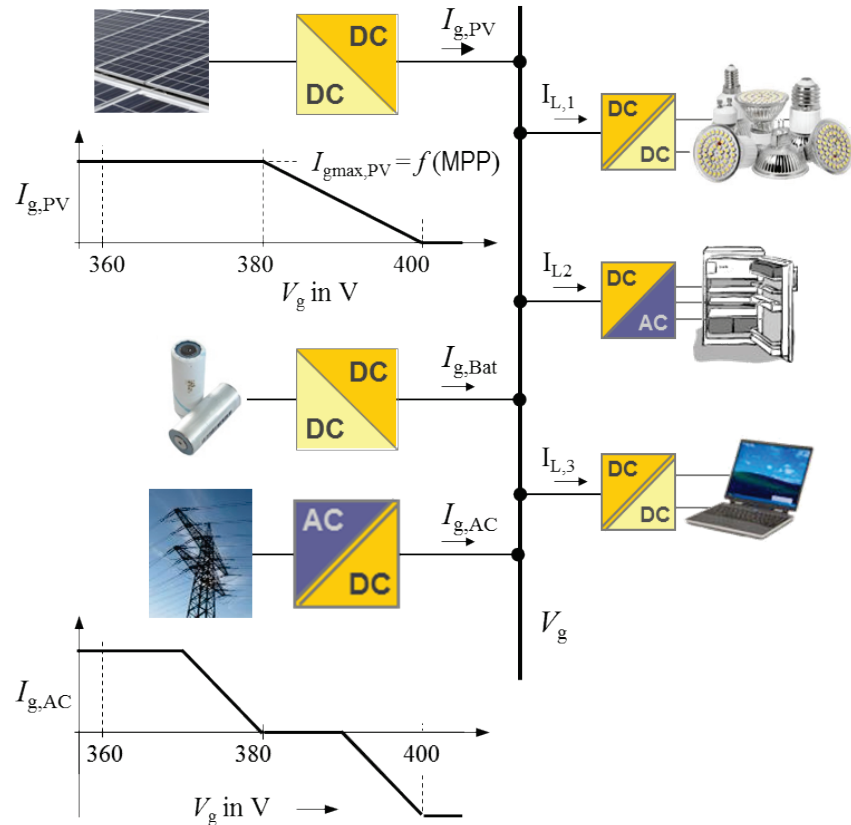 I_g,PV
DC
DC
I_L,1
DC
DC
I_g,PV
I_gmax,PV = f(MPP)
360
380
400
V_g in V
I_L2
DC
AC
I_g,Bat
DC
DC
I_L,3
DC
DC
I_g,AC
AC
DC
V_g
I_g,AC
360
380
400
V_g in V